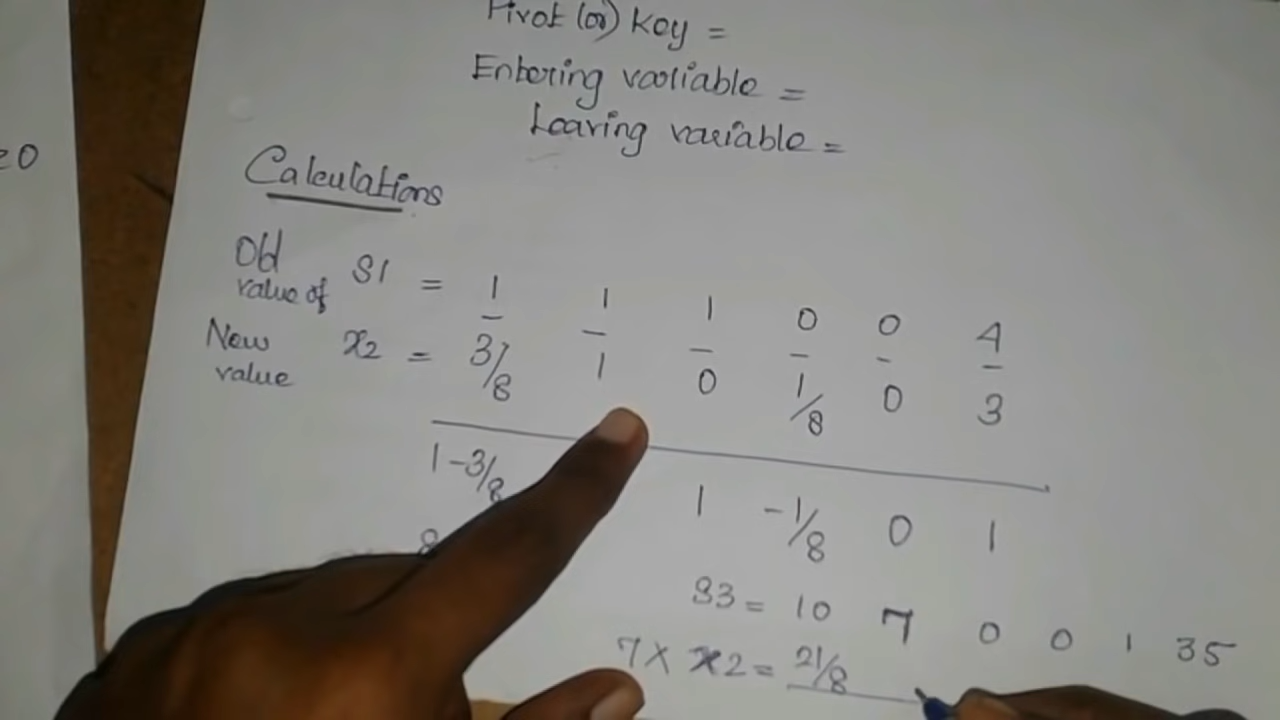 Pivot (or) Key =
Entering variable =
Leaving variable =
20
Calculations
Old value of S1 = 1 1 1 0 0 4
- - - - - -
New value x2 = 3/8 1 0 1/8 0 3
1-3/8 1 -1/8 0 1
8
S3 = 10 7 0 0 1 35
7 x x2 = 21/8